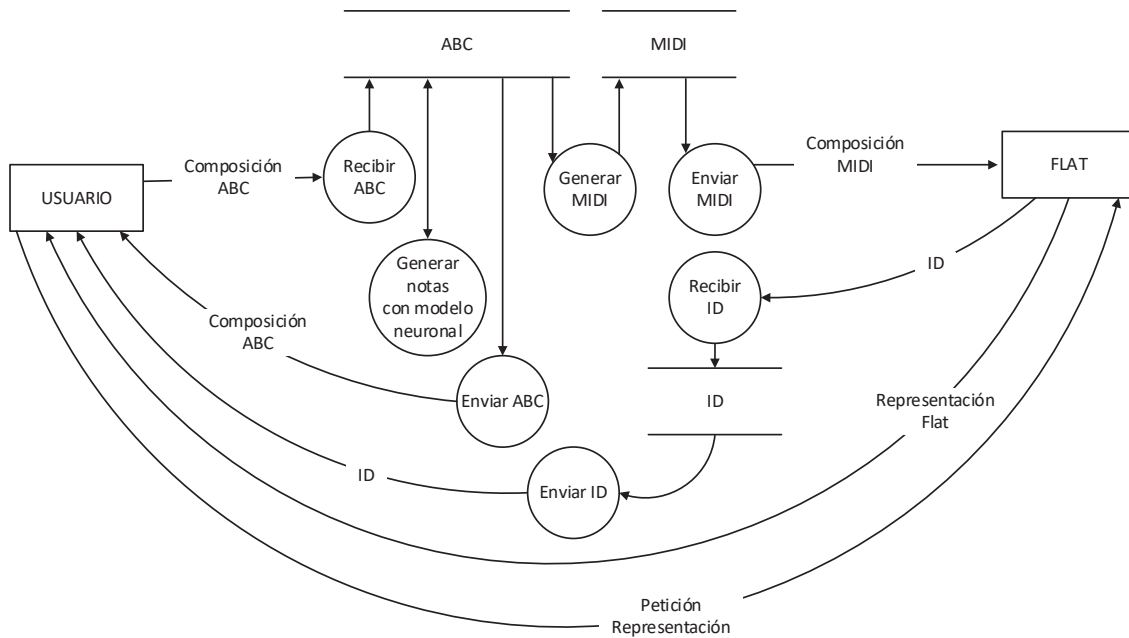 ABC
MIDI
Composición
ABC
Recibir
ABC
Generar
MIDI
Enviar
MIDI
Composición
MIDI
USUARIO
FLAT
Generar
notas
con modelo
neuronal
Recibir
ID
ID
Composición
ABC
Enviar ABC
ID
Representación
Flat
ID
Enviar ID
Petición
Representación